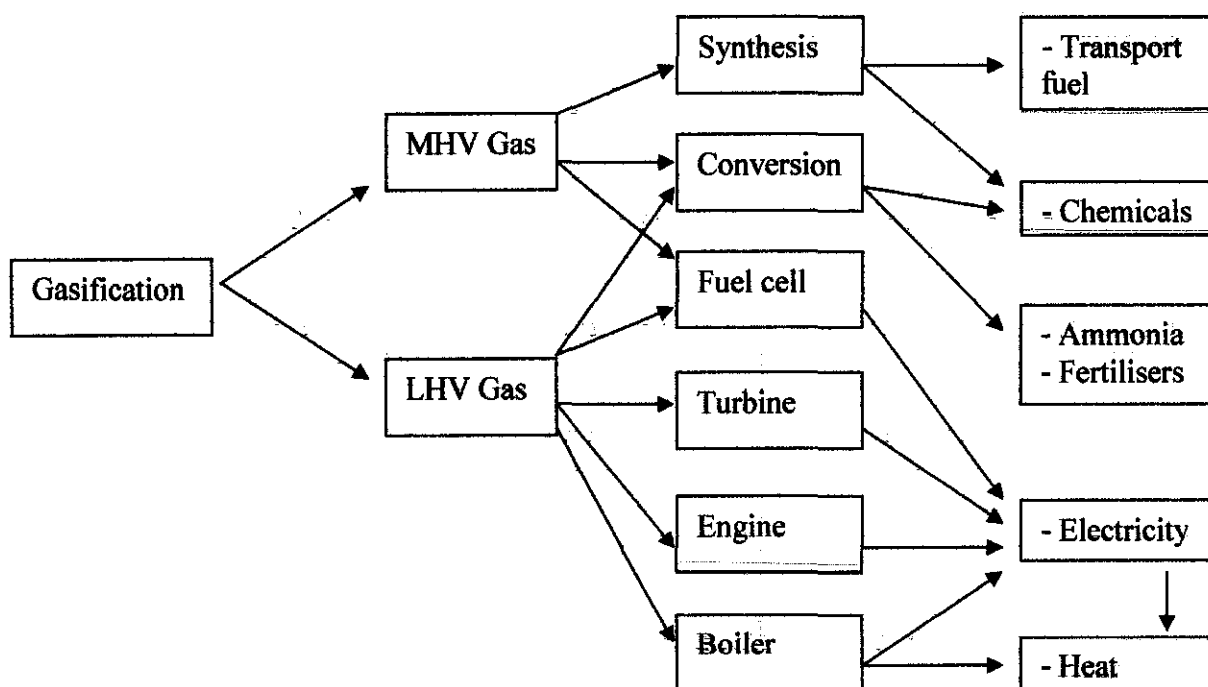 Synthesis
- Transport
fuel
MHV Gas
Conversion
- Chemicals
Gasification
Fuel cell
- Ammonia
- Fertilisers
LHV Gas
Turbine
Engine
- Electricity
Boiler
- Heat